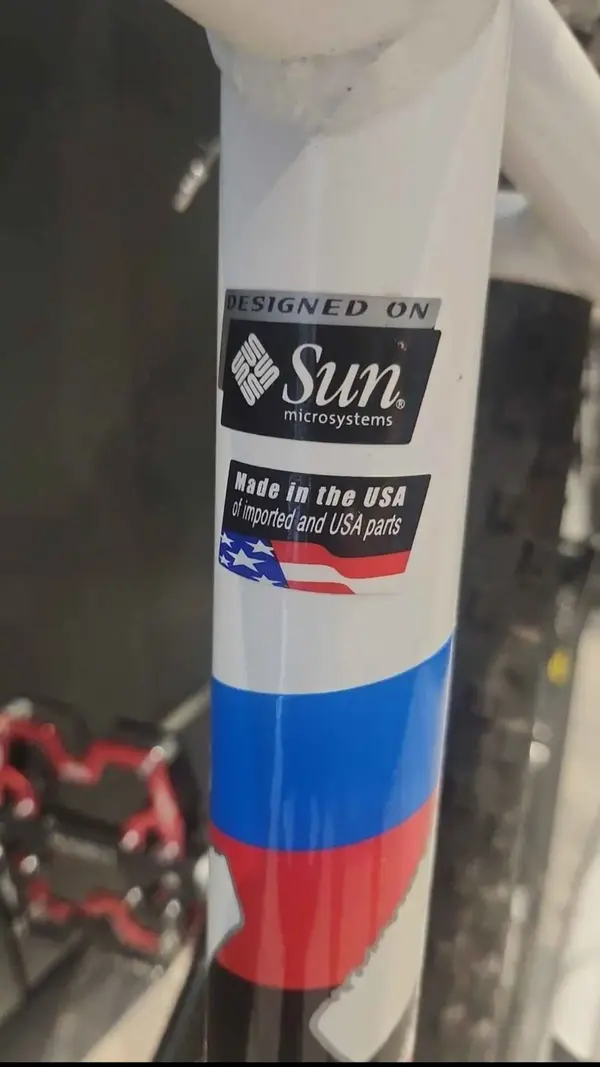 DESIGNED ON
Sun®
microsystems
Made in the USA
of imported and USA parts